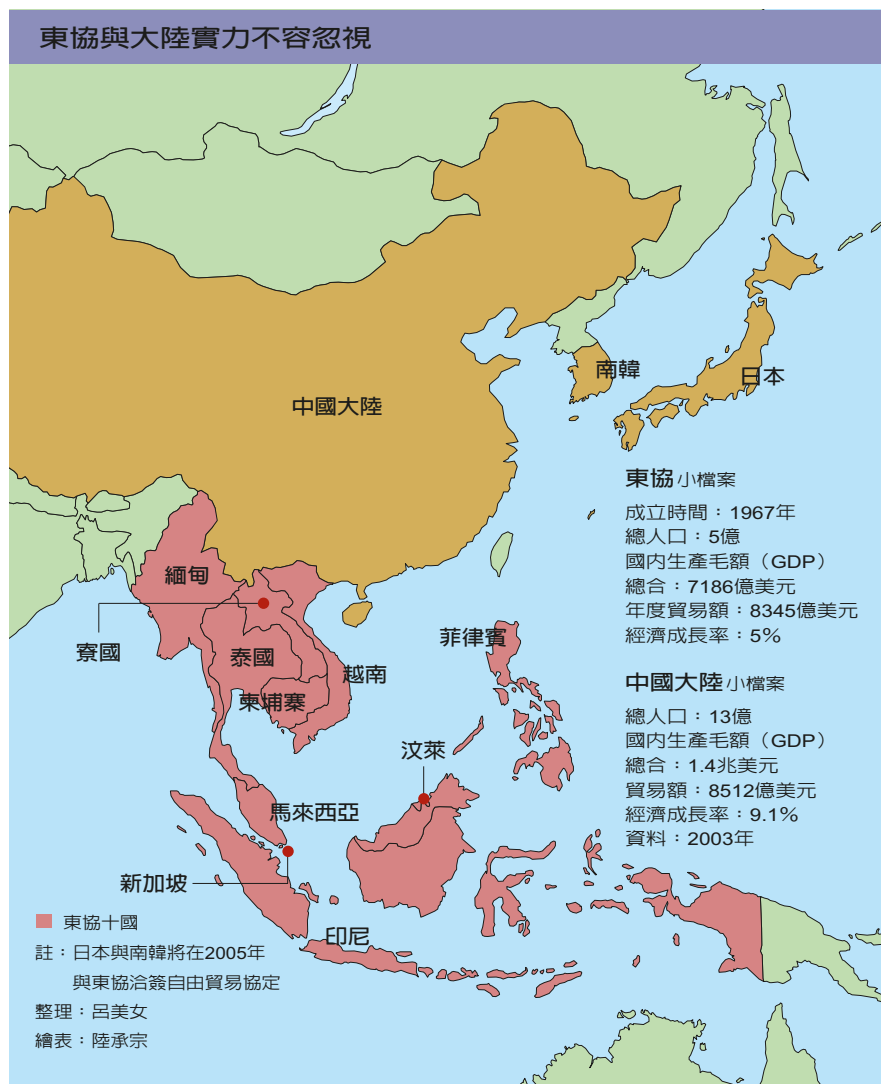 東協與大陸實力不容忽視
南韓
日本
中國大陸
東協 小檔案
成立時間：1967年
總人口：5億
國內生產毛額（GDP）
總合：7186億美元
年度貿易額：8345億美元
經濟成長率：5%
緬甸
寮國
泰國
越南
柬埔寨
菲律賓
中國大陸 小檔案
總人口：13億
國內生產毛額（GDP）
總合：1.4兆美元
貿易額：8512億美元
經濟成長率：9.1%
資料：2003年
汶萊
馬來西亞
新加坡
印尼
東協十國
註：日本與南韓將在2005年
與東協洽簽自由貿易協定
整理：呂美女
繪表：陸承宗